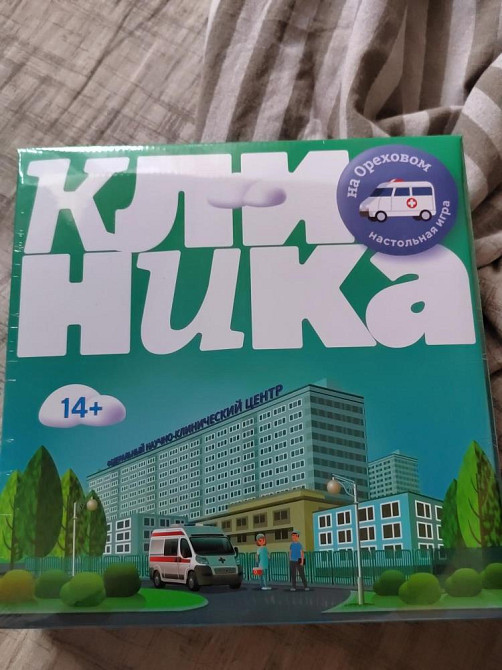 кли
ника
на Ореховом
настольная игра
14+
НАУЧНО-КЛИНИЧЕСКИЙ ЦЕНТР